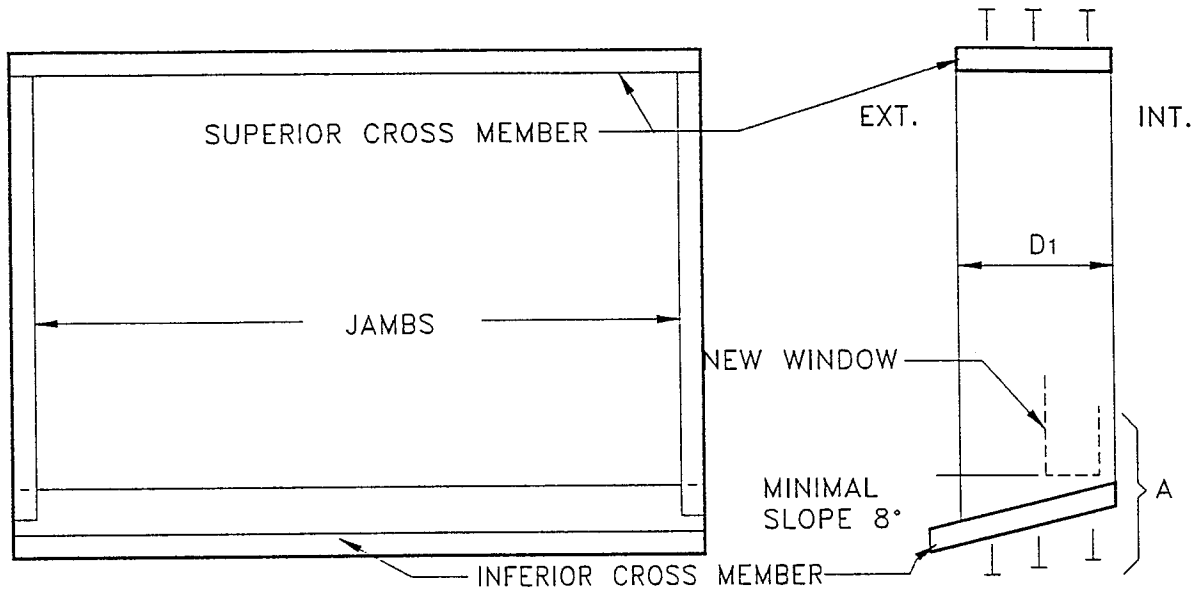 SUPERIOR CROSS MEMBER
EXT.
INT.
D1
JAMBS
NEW WINDOW
MINIMAL
SLOPE 8°
A
INFERIOR CROSS MEMBER